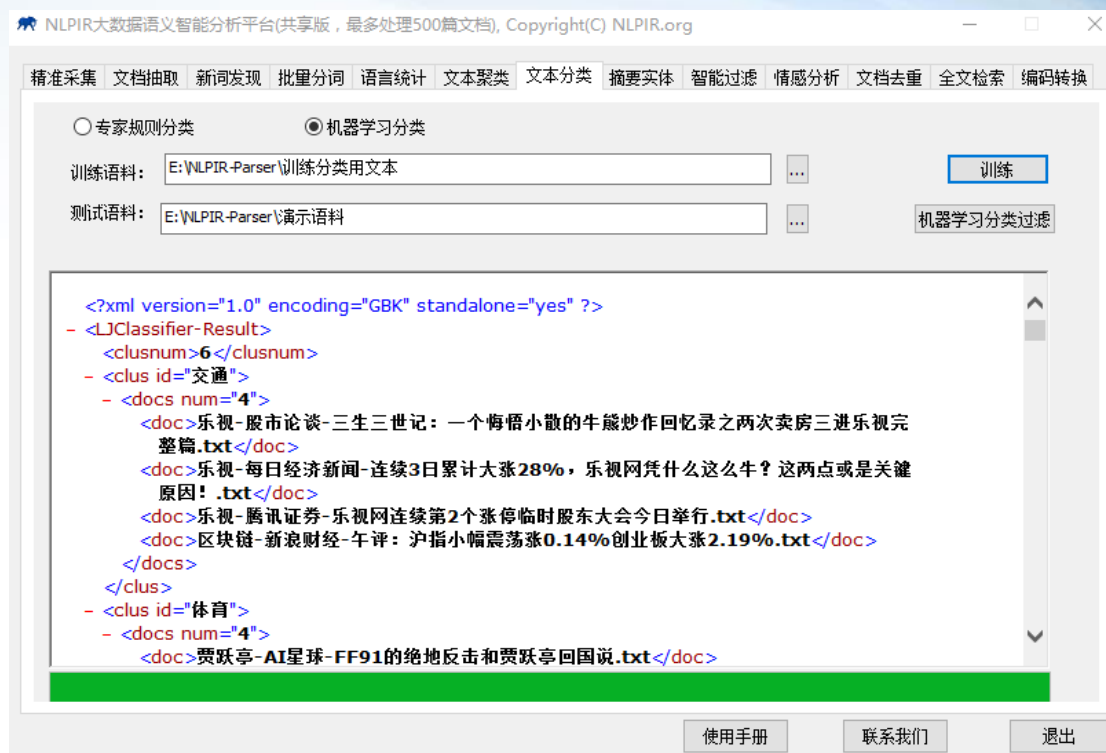 NLPIR大数据语义智能分析平台(共享版，最多处理500篇文档), Copyright(C) NLPIR.org
精准采集 文档抽取 新词发现 批量分词 语言统计 文本聚类 文本分类 摘要实体 智能过滤 情感分析 文档去重 全文检索 编码转换
专家规则分类 机器学习分类
训练语料： E:\NLPIR-Parser\训练分类用文本 ... 训练
测试语料： E:\NLPIR-Parser\演示语料 ... 机器学习分类过滤
<?xml version="1.0" encoding="GBK" standalone="yes" ?>
- <LJClassifier-Result>
<clusnum>6</clusnum>
- <clus id="交通">
- <docs num="4">
<doc>乐视-股市论谈-三生三世记：一个悔悟小散的牛熊炒作回忆录之两次卖房三进乐视完
整篇.txt</doc>
<doc>乐视-每日经济新闻-连续3日累计大涨28%，乐视网凭什么这么牛？这两点或是关键
原因！.txt</doc>
<doc>乐视-腾讯证券-乐视网连续第2个涨停临时股东大会今日举行.txt</doc>
<doc>区块链-新浪财经-午评：沪指小幅震荡涨0.14%创业板大涨2.19%.txt</doc>
</docs>
</clus>
- <clus id="体育">
- <docs num="4">
<doc>贾跃亭-AI星球-FF91的绝地反击和贾跃亭回国说.txt</doc>
使用手册 联系我们 退出